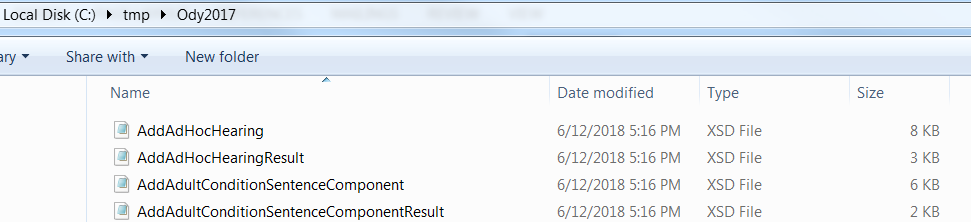 Local Disk (C:) ▸ tmp ▸ Ody2017
ary Share with New folder
Name Date modified Type Size
AddAdHocHearing 6/12/2018 5:16 PM XSD File 8 KB
AddAdHocHearingResult 6/12/2018 5:16 PM XSD File 3 KB
AddAdultConditionSentenceComponent 6/12/2018 5:16 PM XSD File 6 KB
AddAdultConditionSentenceComponentResult 6/12/2018 5:16 PM XSD File 2 KB